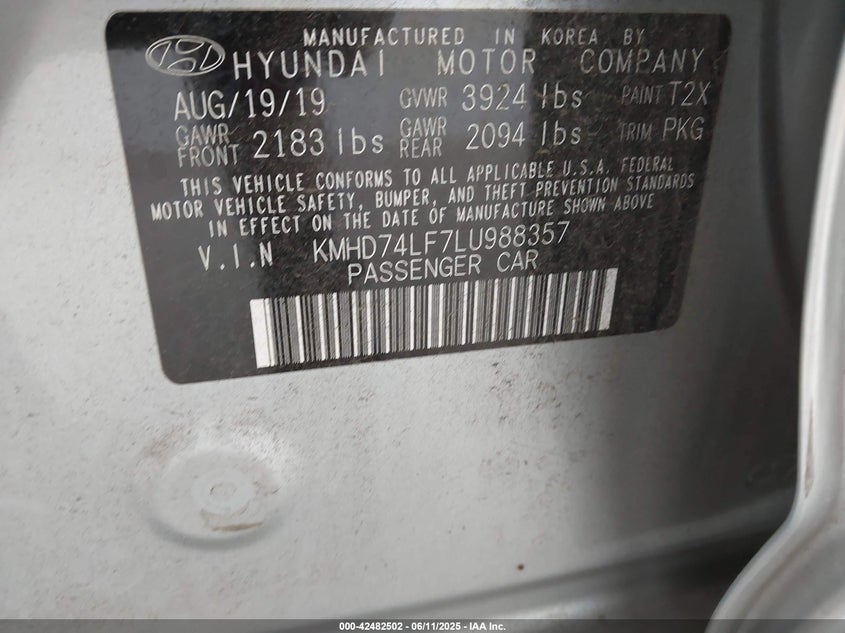 MANUFACTURED IN KOREA BY
HYUNDAI MOTOR COMPANY
AUG/19/19 GVWR 3924 lbs PAINT T2X
GAWR FRONT 2183 lbs GAWR REAR 2094 lbs TRIM PKG
THIS VEHICLE CONFORMS TO ALL APPLICABLE U.S.A. FEDERAL
MOTOR VEHICLE SAFETY, BUMPER, AND THEFT PREVENTION STANDARDS
IN EFFECT ON THE DATE OF MANUFACTURE SHOWN ABOVE
V.I.N KMHD74LF7LU988357
PASSENGER CAR
000-42482502 - 06/11/2025 - IAA Inc.